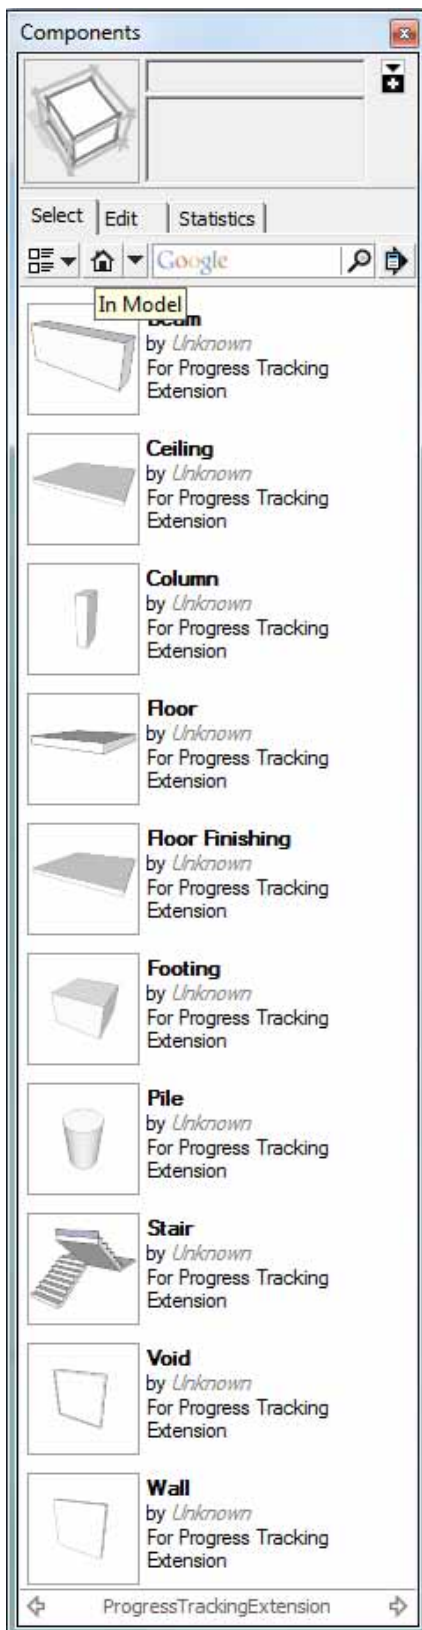 Components
Select Edit Statistics
Google
In Model
Beam
by Unknown
For Progress Tracking
Extension
Ceiling
by Unknown
For Progress Tracking
Extension
Column
by Unknown
For Progress Tracking
Extension
Floor
by Unknown
For Progress Tracking
Extension
Floor Finishing
by Unknown
For Progress Tracking
Extension
Footing
by Unknown
For Progress Tracking
Extension
Pile
by Unknown
For Progress Tracking
Extension
Stair
by Unknown
For Progress Tracking
Extension
Void
by Unknown
For Progress Tracking
Extension
Wall
by Unknown
For Progress Tracking
Extension
ProgressTrackingExtension